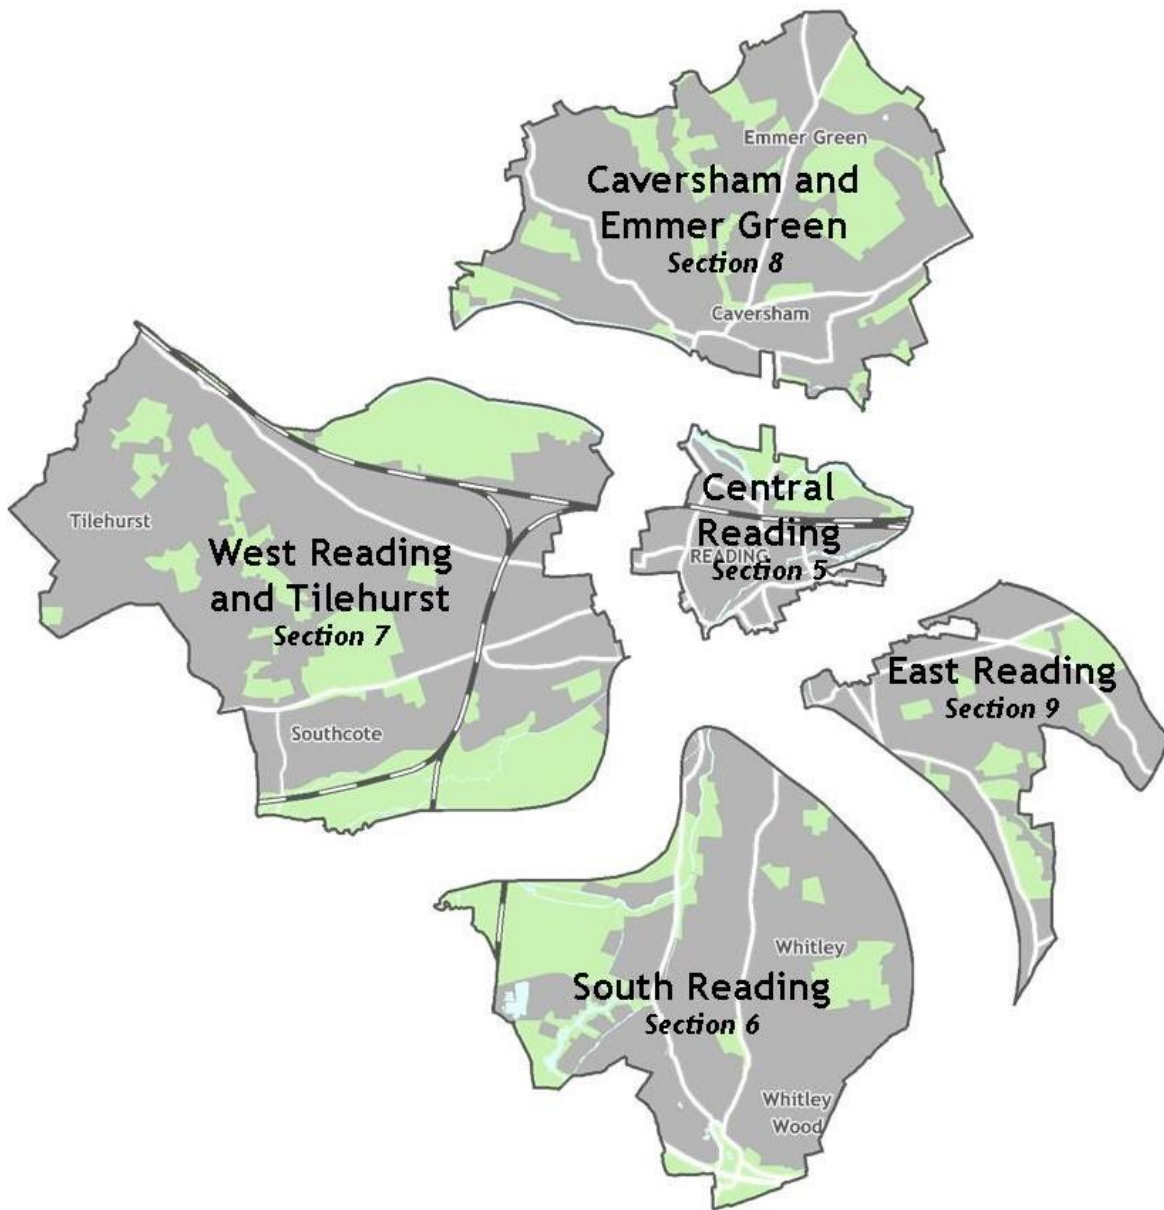 Emmer Green
Caversham and
Emmer Green
Section 8
Caversham
Tilehurst
West Reading
and Tilehurst
Section 7
Southcote
Central
Reading
READING
Section 5
East Reading
Section 9
Whitley
South Reading
Section 6
Whitley
Wood